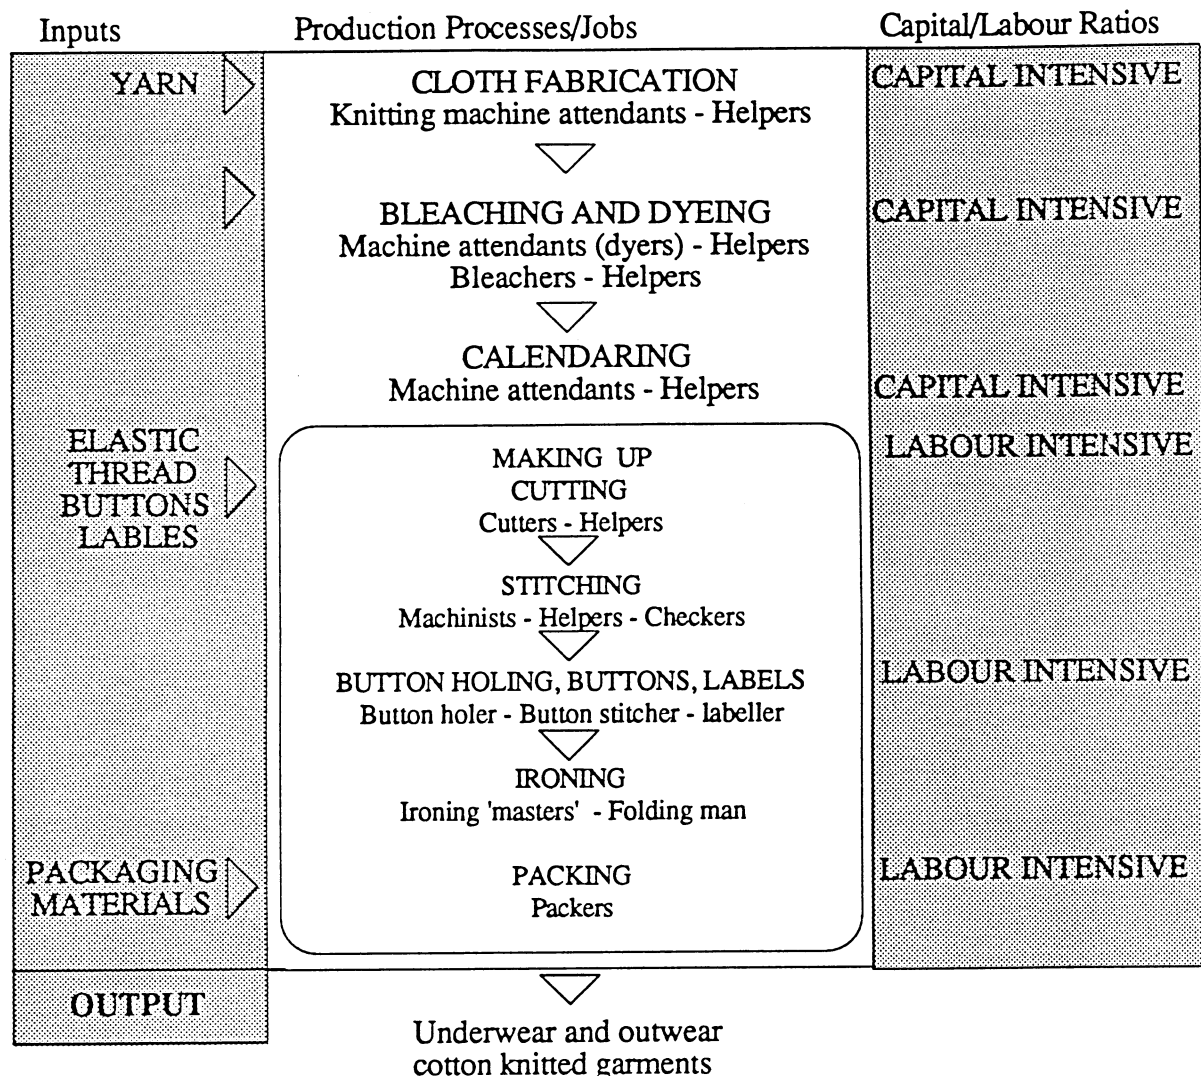 Inputs
Production Processes/Jobs
Capital/Labour Ratios
YARN
CLOTH FABRICATION
Knitting machine attendants - Helpers
CAPITAL INTENSIVE
BLEACHING AND DYEING
Machine attendants (dyers) - Helpers
Bleachers - Helpers
CAPITAL INTENSIVE
CALENDARING
Machine attendants - Helpers
CAPITAL INTENSIVE
ELASTIC
THREAD
BUTTONS
LABLES
MAKING UP
CUTTING
Cutters - Helpers
LABOUR INTENSIVE
STITCHING
Machinists - Helpers - Checkers
BUTTON HOLING, BUTTONS, LABELS
Button holer - Button stitcher - labeller
LABOUR INTENSIVE
IRONING
Ironing 'masters' - Folding man
PACKAGING
MATERIALS
PACKING
Packers
LABOUR INTENSIVE
OUTPUT
Underwear and outwear
cotton knitted garments